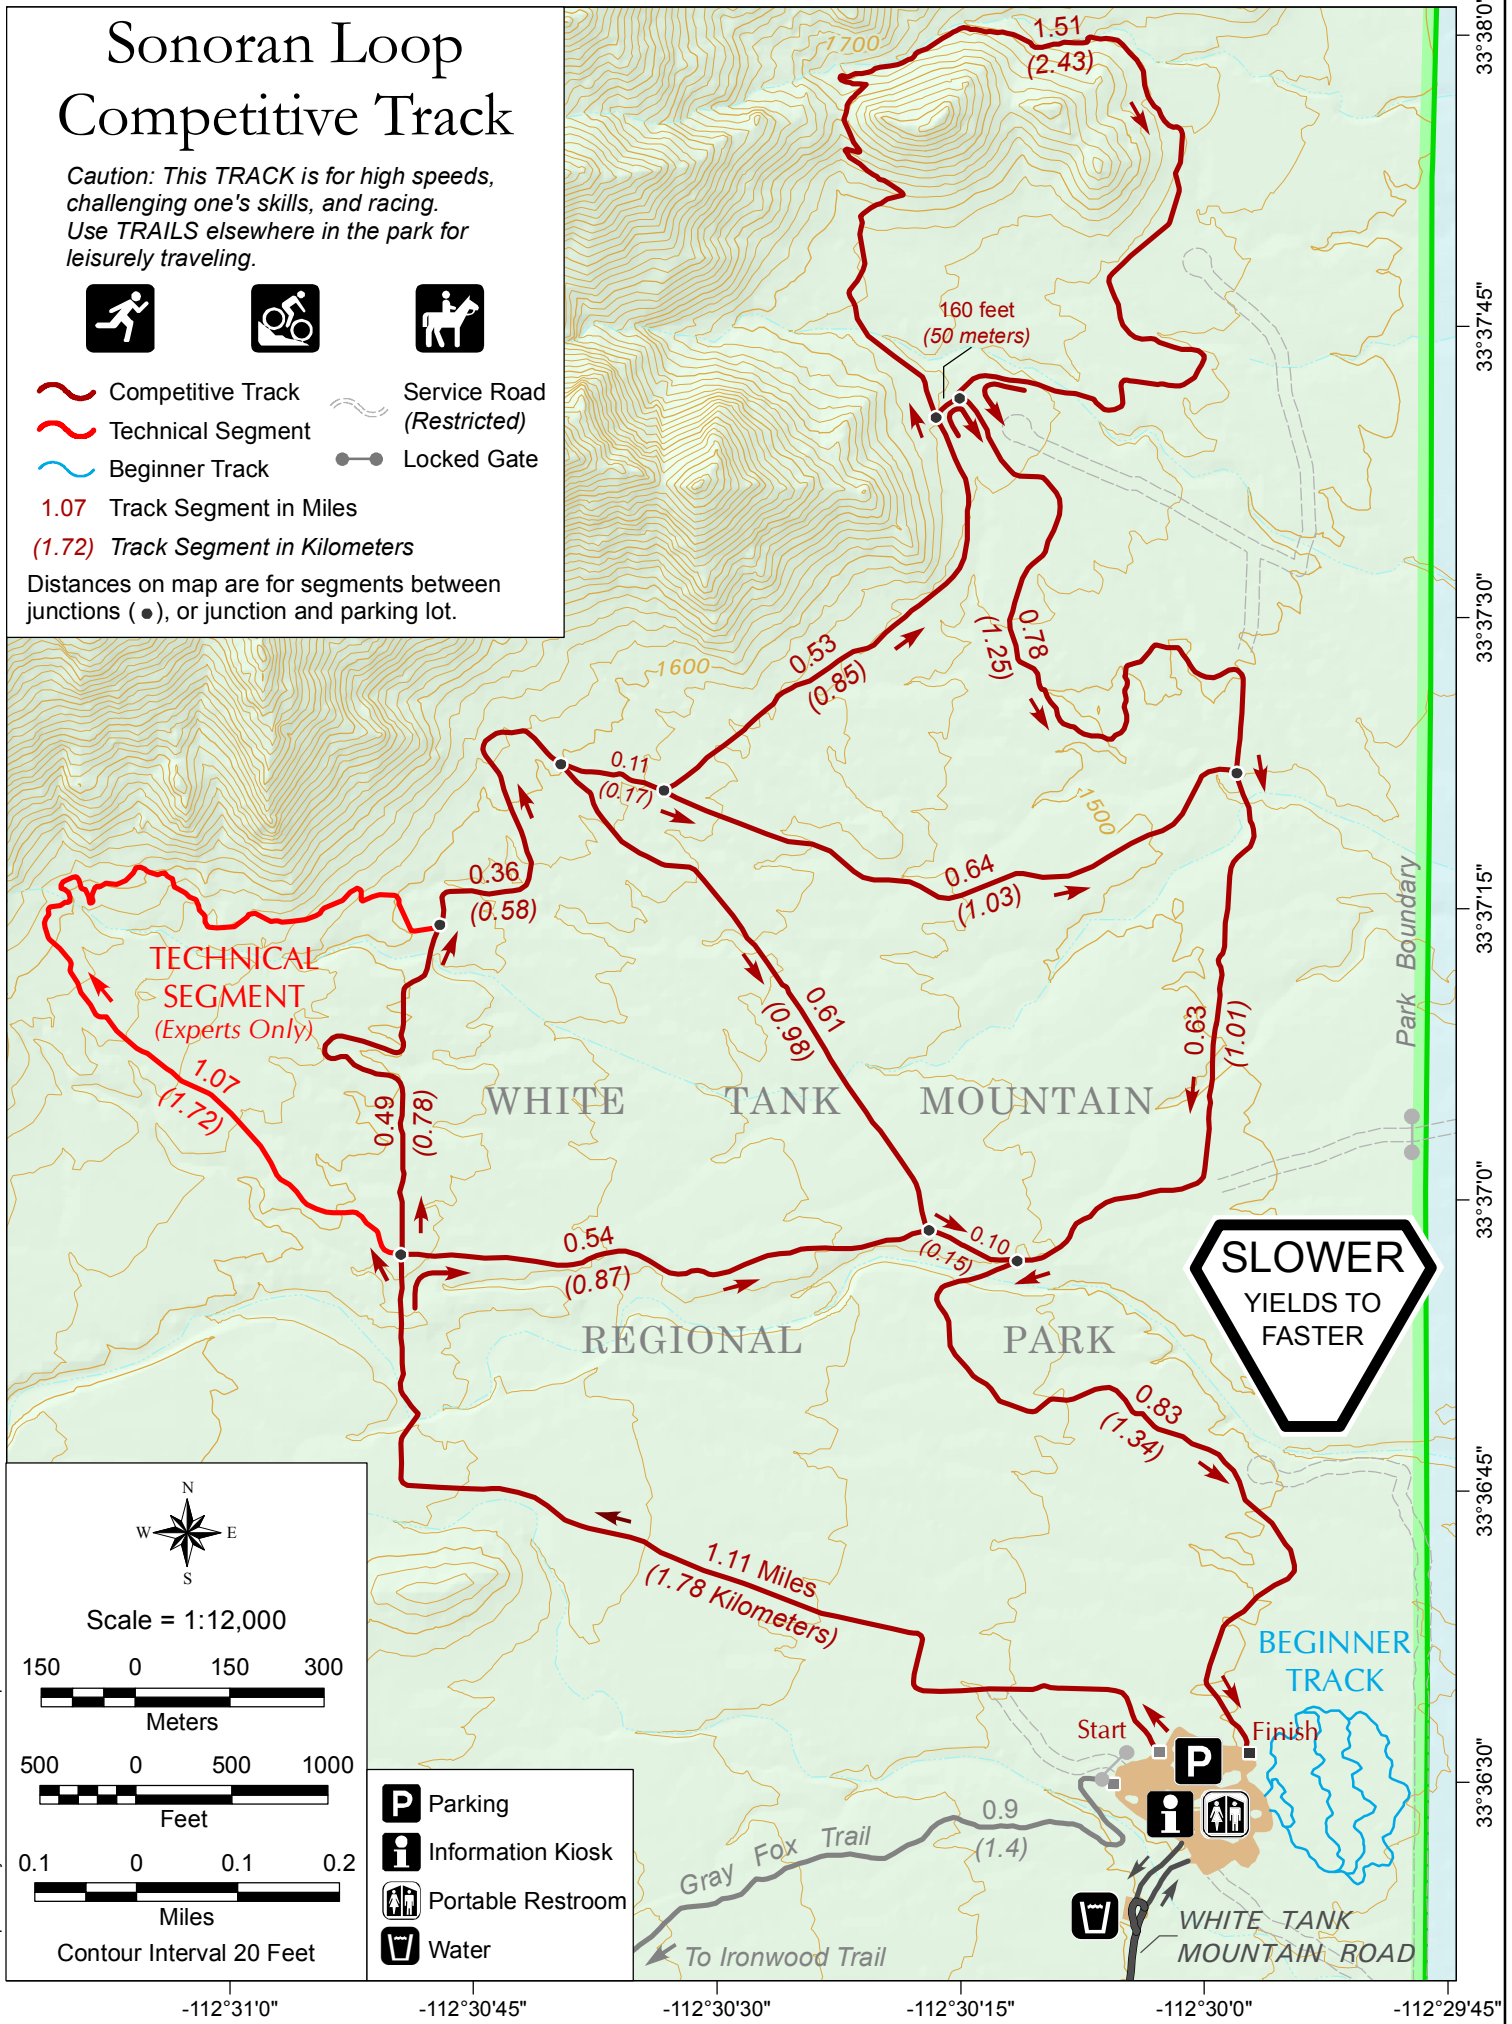 Sonoran Loop
Competitive Track
Caution: This TRACK is for high speeds,
challenging one's skills, and racing.
Use TRAILS elsewhere in the park for
leisurely traveling.
Competitive Track
Technical Segment
Beginner Track
1.07 Track Segment in Miles
(1.72) Track Segment in Kilometers
Service Road
(Restricted)
Locked Gate
Distances on map are for segments between
junctions (●), or junction and parking lot.
1700
1.51
(2.43)
160 feet
(50 meters)
0.53
(0.85)
0.78
(1.25)
1600
0.11
(0.17)
1500
0.36
(0.58)
0.64
(1.03)
TECHNICAL
SEGMENT
(Experts Only)
1.07
(1.72)
0.49
(0.78)
0.61
(0.98)
0.63
(1.01)
Park Boundary
WHITE TANK MOUNTAIN
REGIONAL PARK
0.54
(0.87)
0.10
(0.15)
SLOWER
YIELDS TO
FASTER
0.83
(1.34)
1.11 Miles
(1.78 Kilometers)
BEGINNER
TRACK
Start
Finish
P
i
0.9
(1.4)
Gray Fox Trail
To Ironwood Trail
WHITE TANK
MOUNTAIN ROAD
N
W E
S
Scale = 1:12,000
150 0 150 300
Meters
500 0 500 1000
Feet
0.1 0 0.1 0.2
Miles
Contour Interval 20 Feet
P Parking
i Information Kiosk
Portable Restroom
Water
33°38'0"
33°37'45"
33°37'30"
33°37'15"
33°37'0"
33°36'45"
33°36'30"
-112°31'0" -112°30'45" -112°30'30" -112°30'15" -112°30'0" -112°29'45"